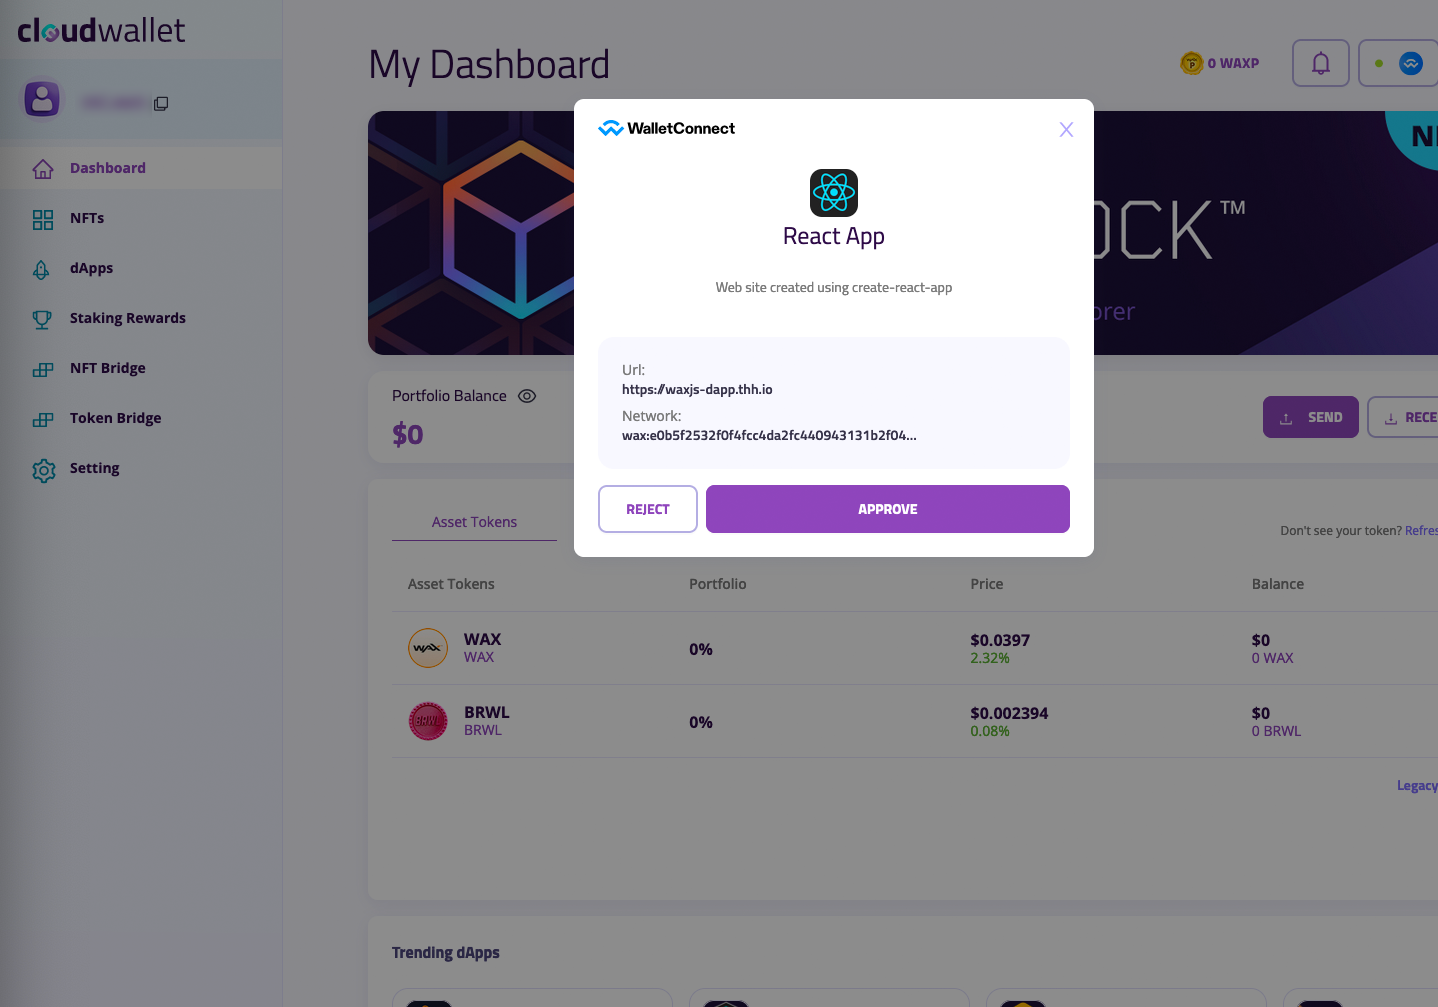 cloudwallet
Dashboard
NFTs
dApps
Staking Rewards
NFT Bridge
Token Bridge
Setting
My Dashboard
0 WAXP
OCK™
orer
WalletConnect
React App
Web site created using create-react-app
Url:
https://waxjs-dapp.thh.io
Network:
wax:e0b5f2532f0f4fcc4da2fc440943131b2f04...
REJECT
APPROVE
Portfolio Balance
$0
SEND
RECE
Asset Tokens
Don't see your token? Refres
Asset Tokens Portfolio Price Balance
WAX 0% $0.0397 $0
WAX 2.32% 0 WAX
BRWL
BRWL 0% $0.002394 $0
BRWL 0.08% 0 BRWL
Legacy
Trending dApps